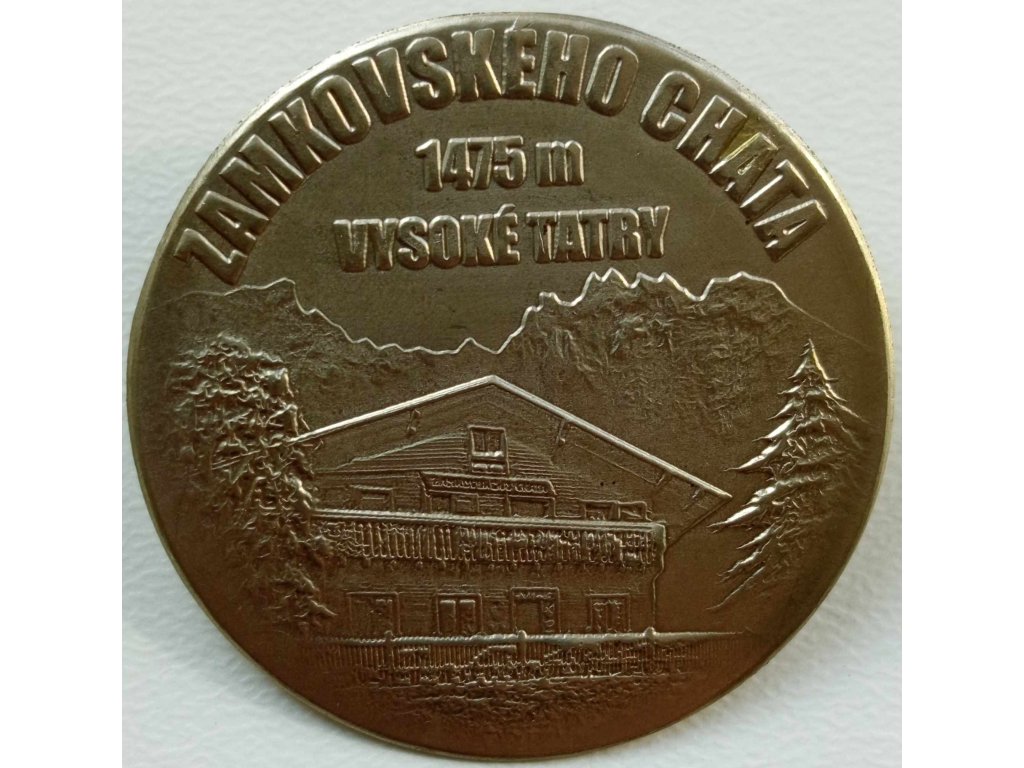 ZAMKOVSKÉHO CHATA
1475 m
VYSOKÉ TATRY